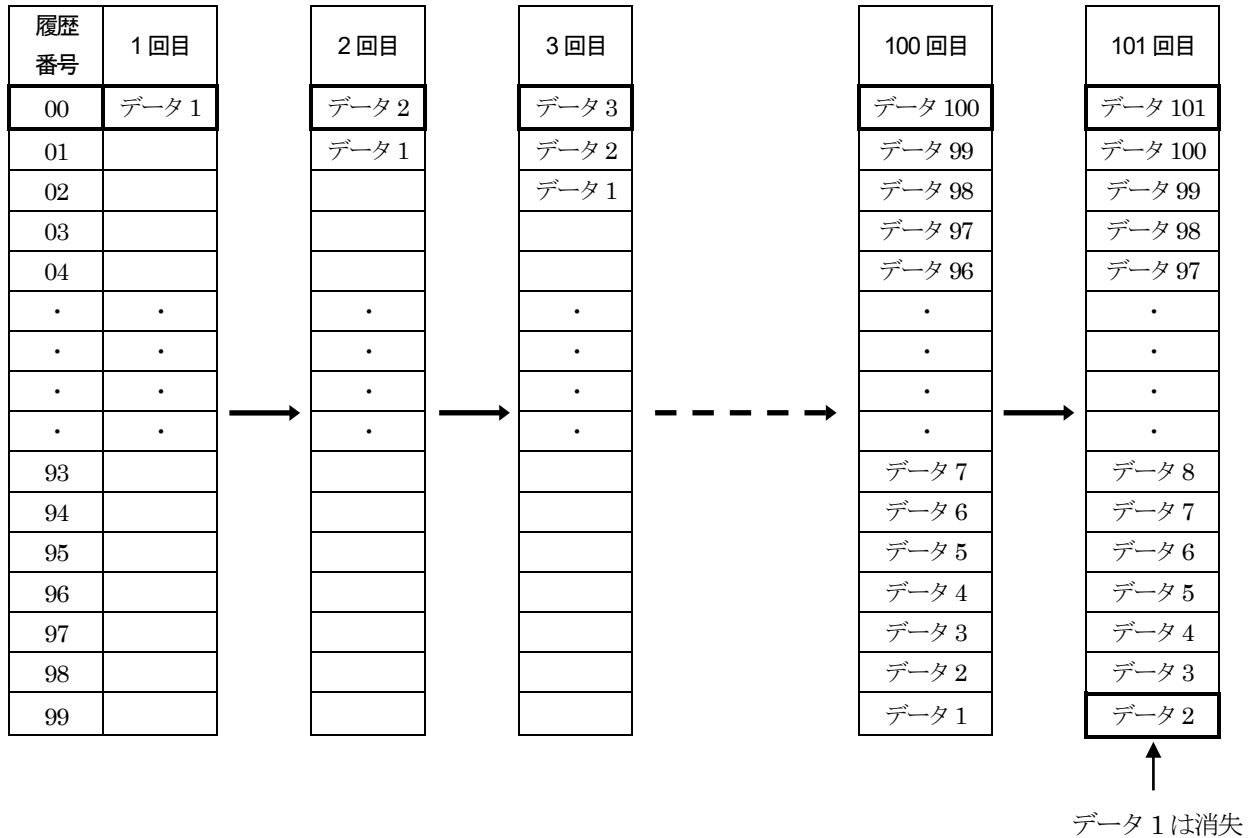 履歴
番号 1回目 2回目 3回目 100回目 101回目
00 データ1 データ2 データ3 データ100 データ101
01 データ1 データ2 データ99 データ100
02 データ1 データ98 データ99
03 データ97 データ98
04 データ96 データ97
・ ・ ・ ・ ・ ・
・ ・ ・ ・ ・ ・
・ ・ ・ ・ ・ ・
・ ・ ・ ・ ・ ・
93 データ7 データ8
94 データ6 データ7
95 データ5 データ6
96 データ4 データ5
97 データ3 データ4
98 データ2 データ3
99 データ1 データ2
データ1は消失